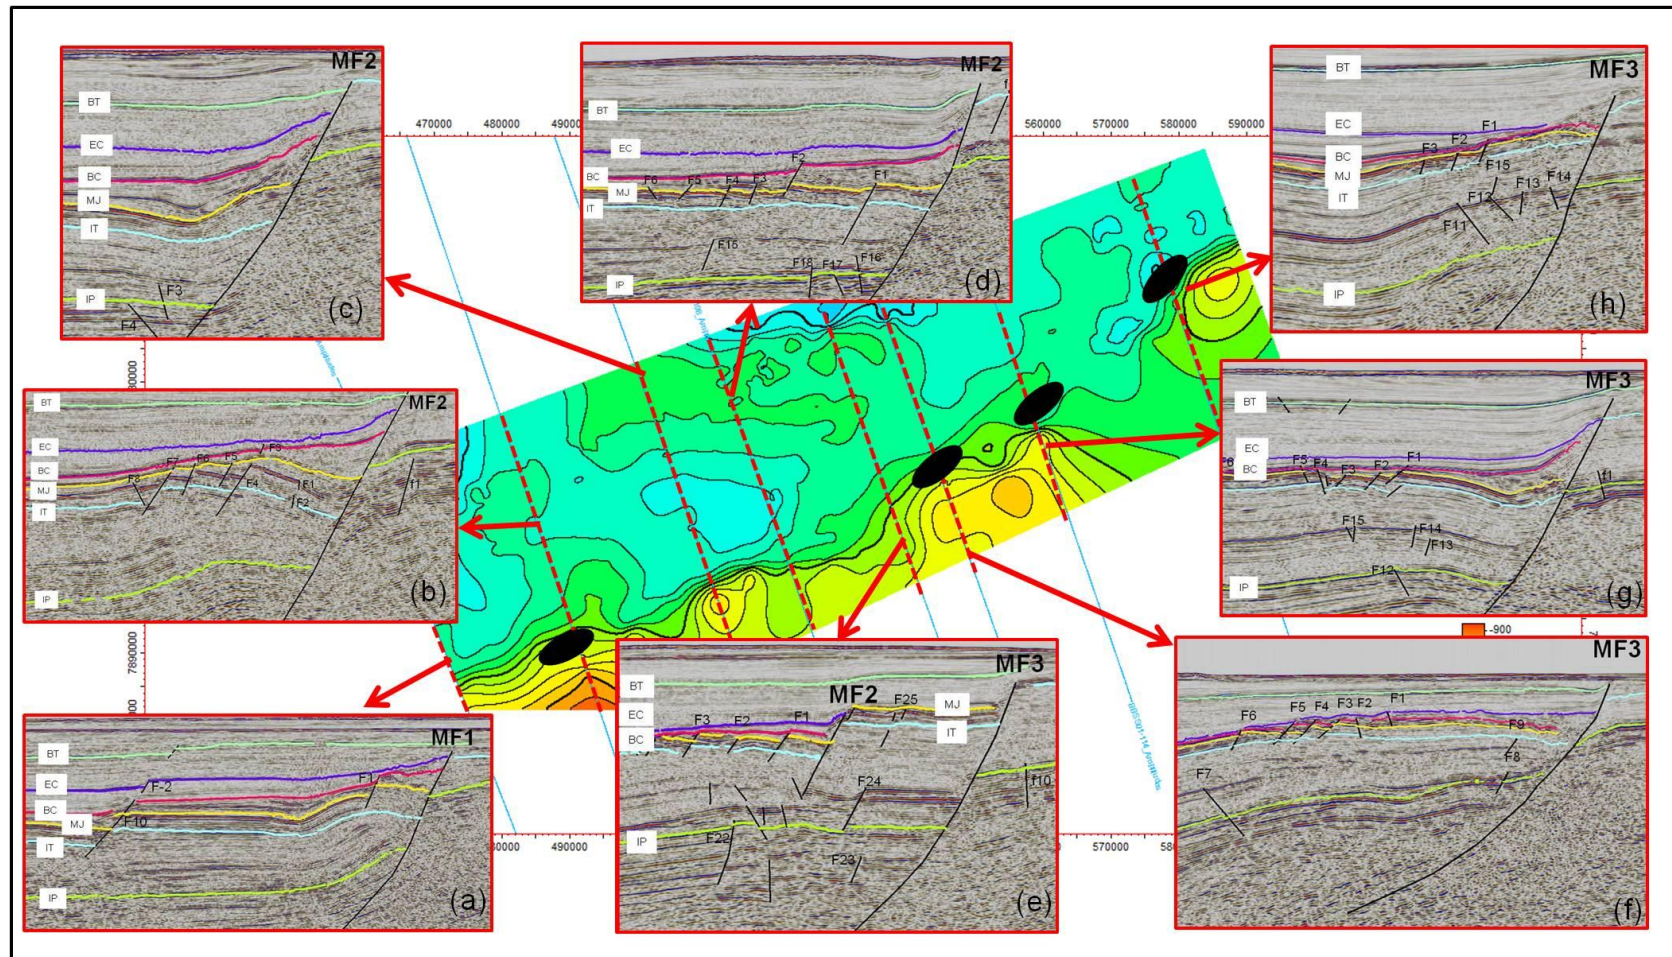 MF2
BT
EC
BC
MJ
IT
IP
F3
F4
(c)
MF2
BT
EC
BC
MJ
IT
IP
F6
F5
F4
F3
F2
F1
F15
F18
F17
F16
f
(d)
MF3
BT
EC
BC
MJ
IT
IP
F3
F2
F1
F15
F12
F13
F14
F11
(h)
470000
480000
490000
560000
570000
580000
590000
MF2
BT
EC
BC
MJ
IT
IP
F8
F7
F6
F5
F3
F4
F1
F2
f1
(b)
MF3
BT
EC
BC
IP
F5
F4
F3
F2
F1
f1
F15
F14
F13
F12
(g)
-900
7890000
MF1
BT
EC
BC
MJ
IT
IP
F-2
F10
F1
(a)
490000
MF3
MF2
BT
EC
BC
IP
MJ
IT
F3
F2
F1
F25
F24
F22
F23
f10
(e)
570000
MF3
F6
F5
F4
F3
F2
F1
F9
F8
F7
(f)